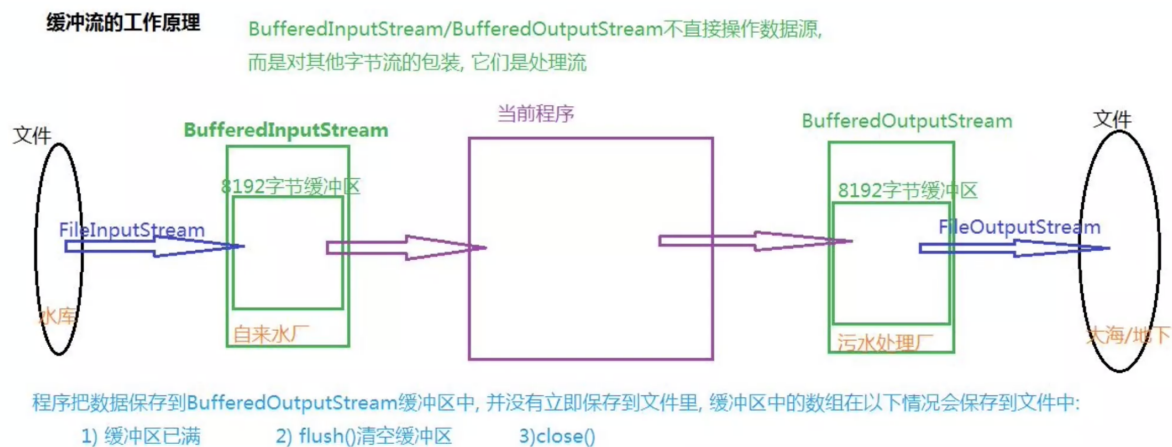 缓冲流的工作原理
BufferedInputStream/BufferedOutputStream不直接操作数据源,
而是对其他字节流的包装, 它们是处理流
文件
BufferedInputStream
当前程序
BufferedOutputStream
文件
8192字节缓冲区
8192字节缓冲区
FileInputStream
FileOutputStream
水库
自来水厂
污水处理厂
大海/地下
程序把数据保存到BufferedOutputStream缓冲区中, 并没有立即保存到文件里, 缓冲区中的数组在以下情况会保存到文件中:
1) 缓冲区已满 2) flush()清空缓冲区 3)close()